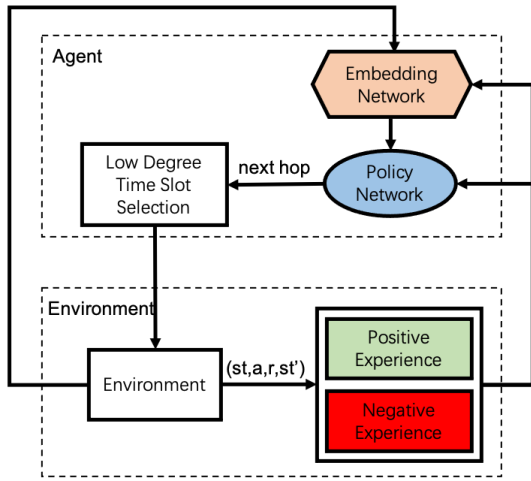 Agent
Embedding
Network
Low Degree
Time Slot
Selection
next hop
Policy
Network
Environment
Environment
(st,a,r,st’)
Positive
Experience
Negative
Experience